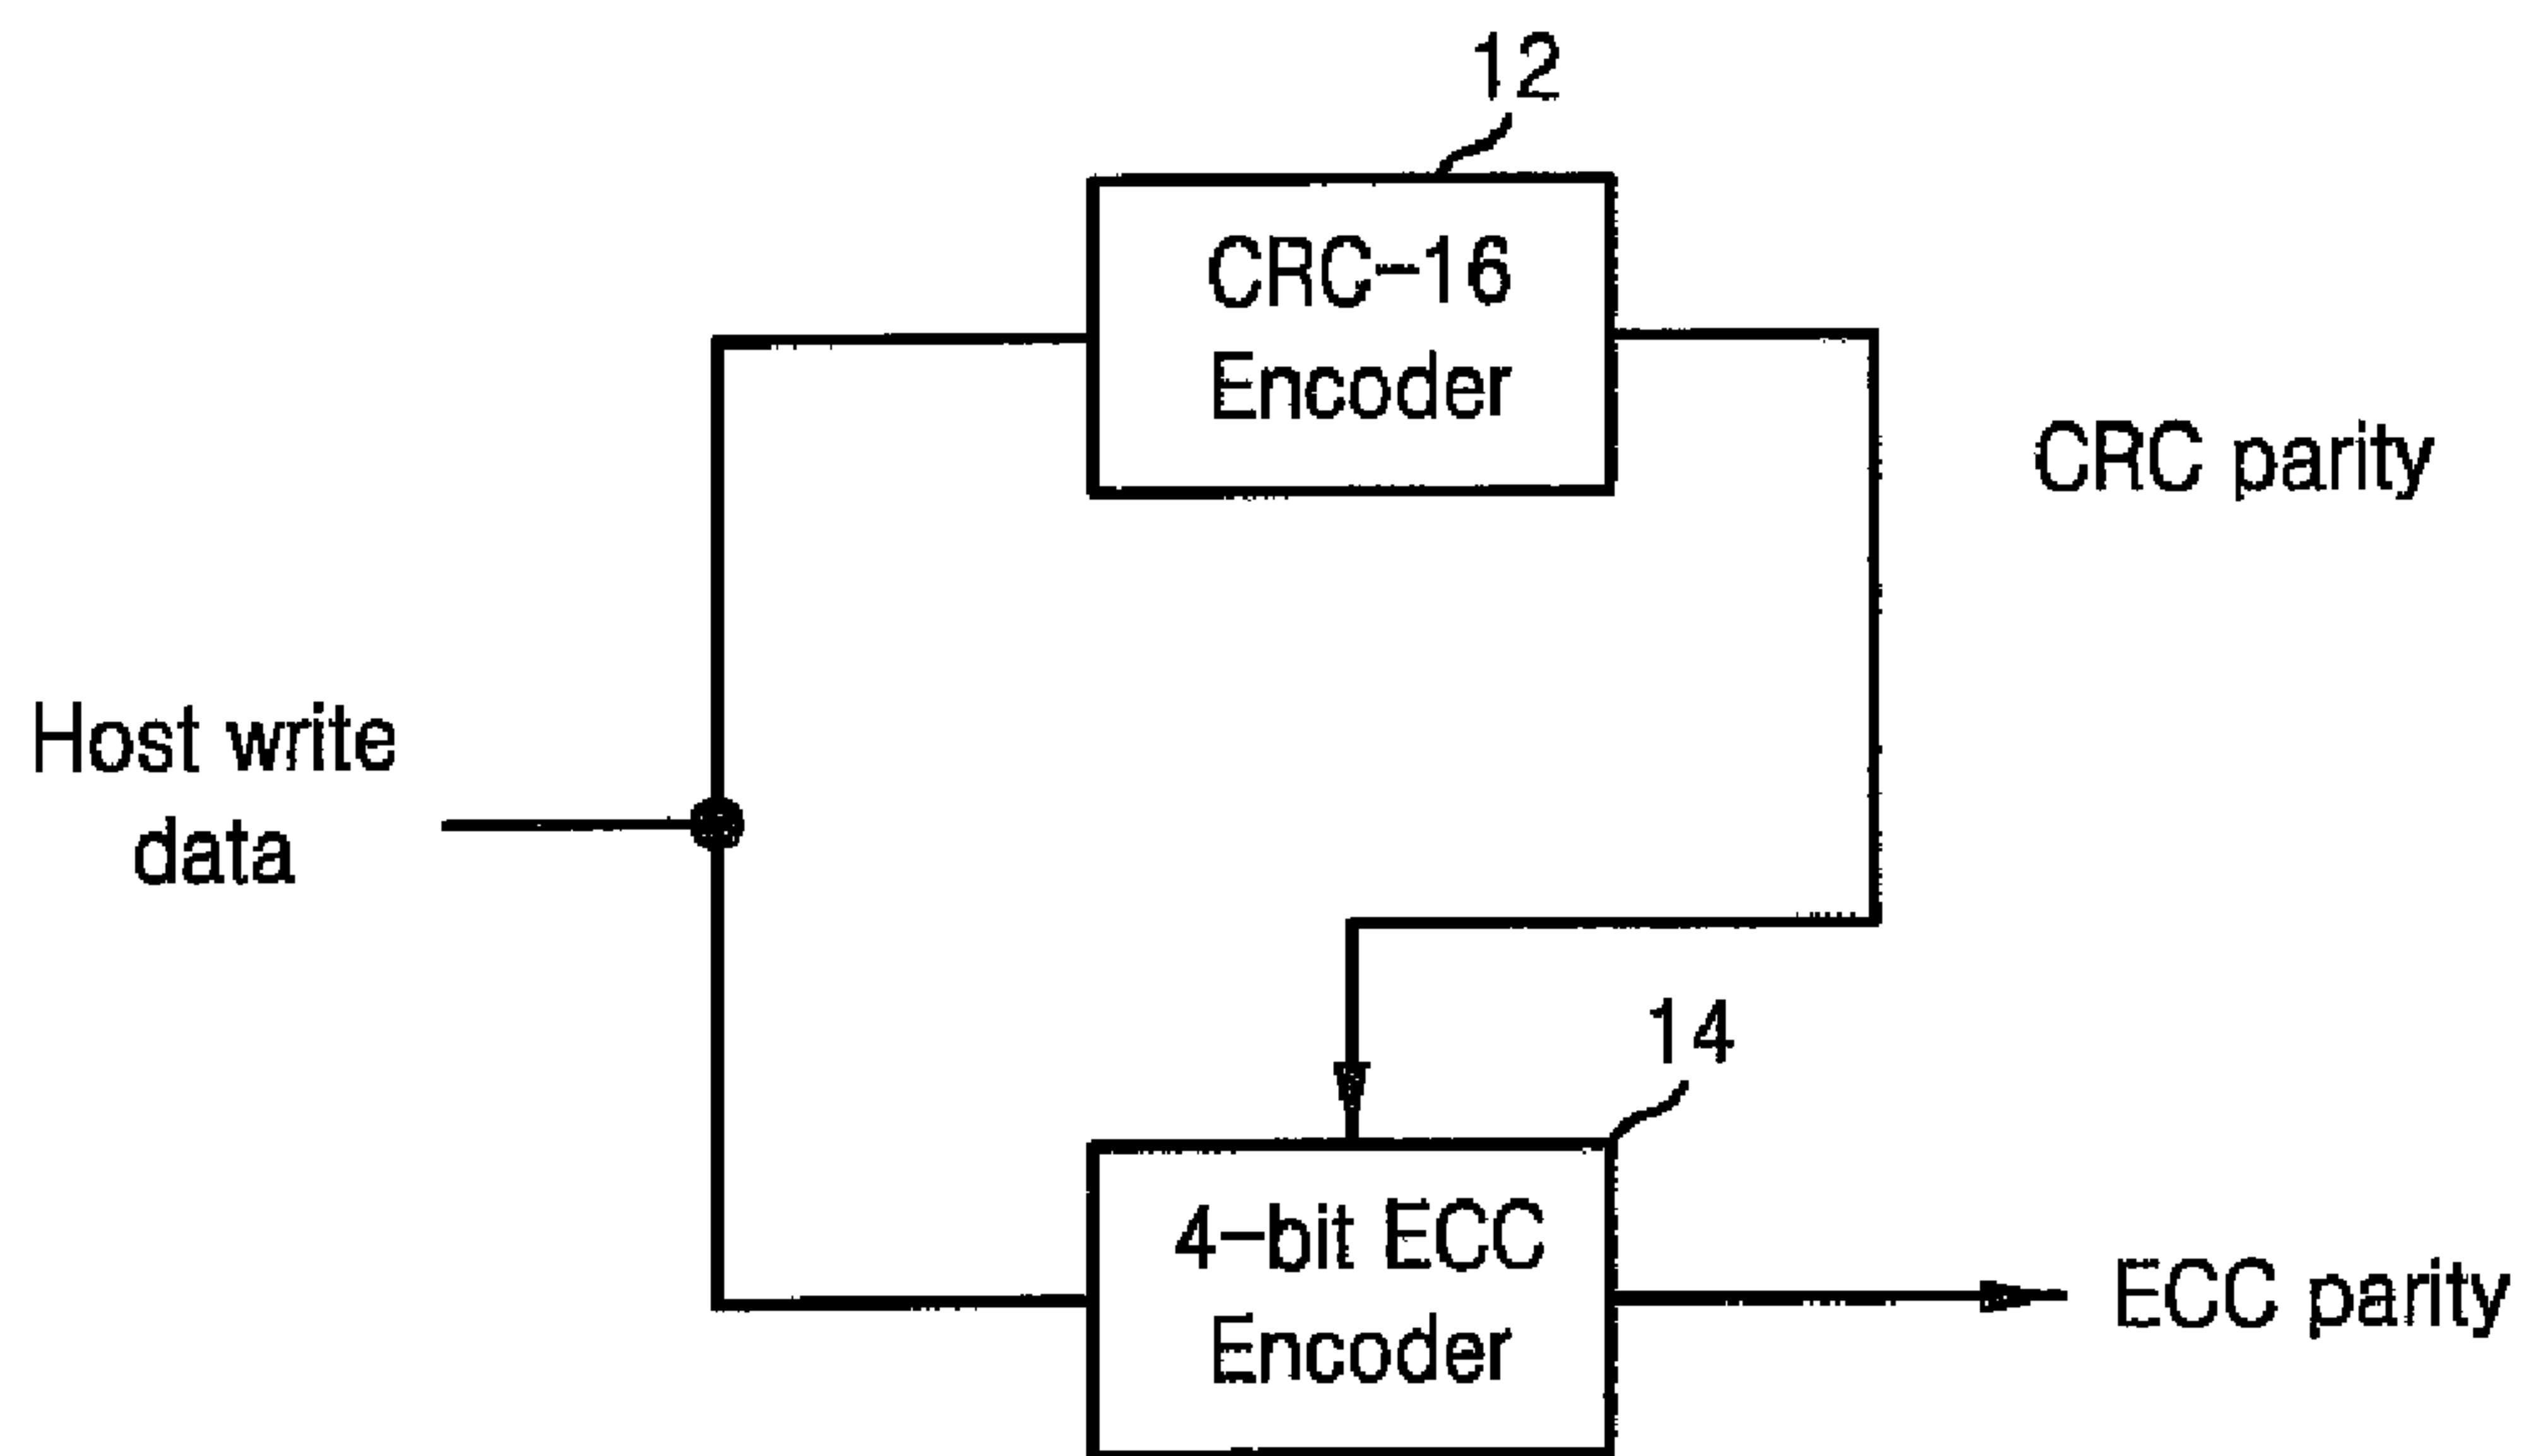 12
CRC-16
Encoder
CRC parity
Host write
data
14
4-bit ECC
Encoder
ECC parity